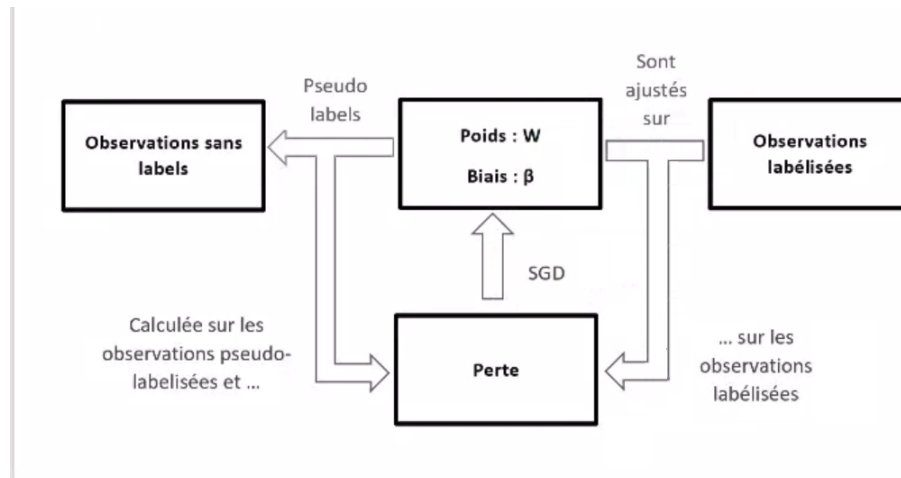 Pseudo
labels
Sont
ajustés
sur
Observations sans
labels
Poids : W
Biais : β
Observations
labélisées
SGD
Calculée sur les
observations pseudo-
labelisées et ...
Perte
... sur les
observations
labélisées